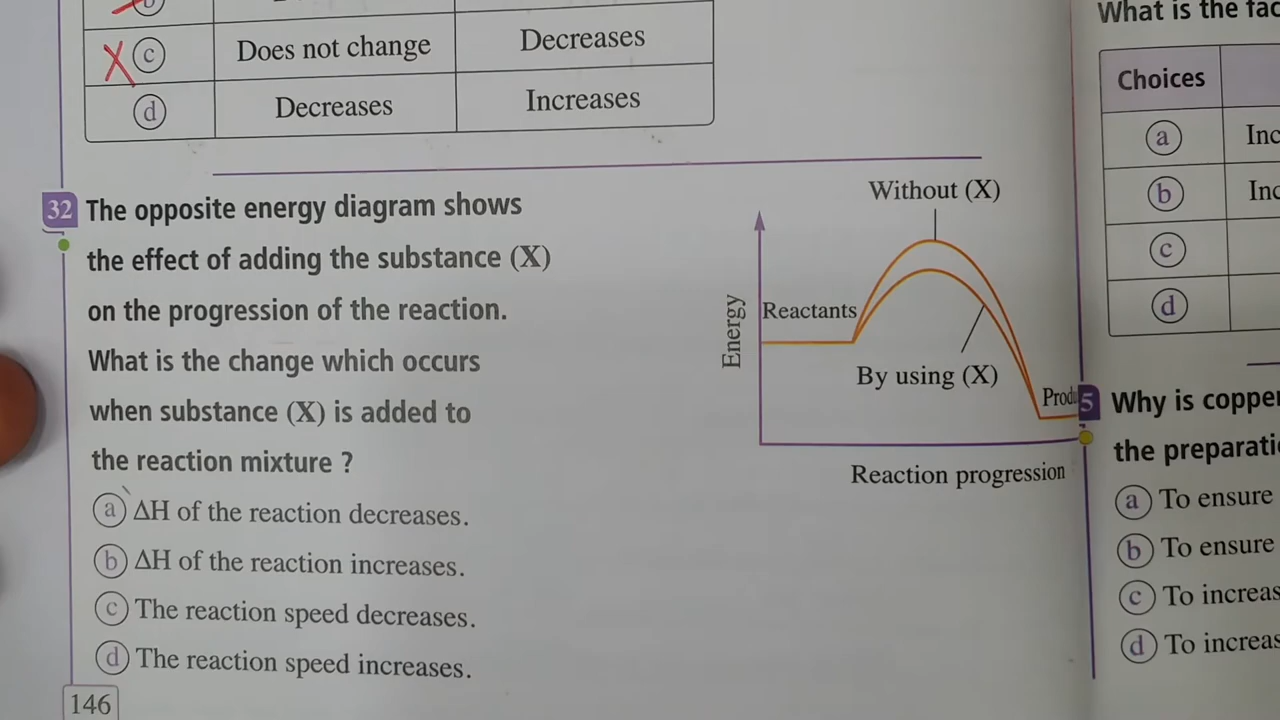 c Does not change Decreases
d Decreases Increases
32 The opposite energy diagram shows
the effect of adding the substance (X)
on the progression of the reaction.
What is the change which occurs
when substance (X) is added to
the reaction mixture ?
a ΔH of the reaction decreases.
b ΔH of the reaction increases.
c The reaction speed decreases.
d The reaction speed increases.
146
Without (X)
Energy
Reactants
By using (X)
Produ
Reaction progression
What is the fac
Choices
a Inc
b Inc
c
d
5 Why is copper
the preparati
a To ensure
b To ensure
c To increas
d To increas